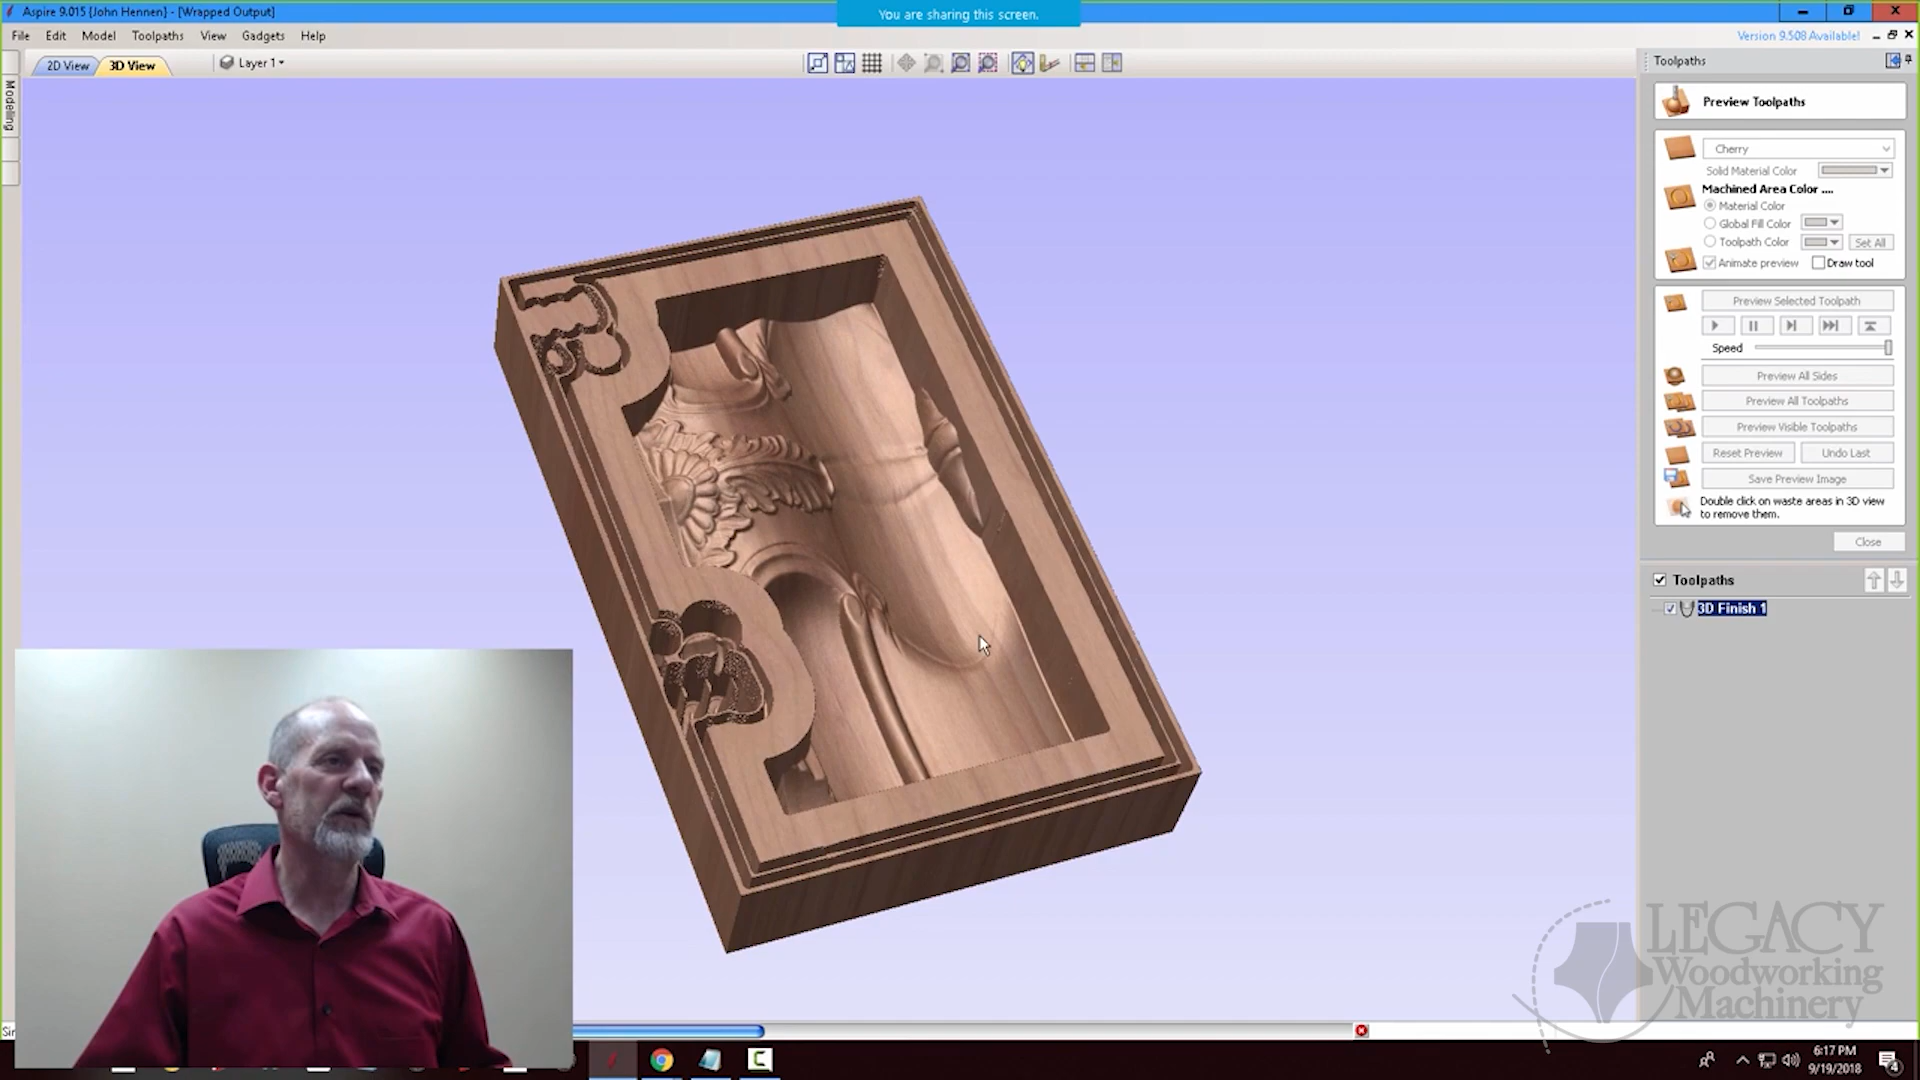 Aspire 9.015 {John Hennen} - [Wrapped Output]
You are sharing this screen.
File Edit Model Toolpaths View Gadgets Help
Version 9.508 Available!
2D View 3D View Layer 1
Modeling
Toolpaths
Preview Toolpaths
Cherry
Solid Material Color
Machined Area Color ....
Material Color
Global Fill Color
Toolpath Color Set All
Animate preview Draw tool
Preview Selected Toolpath
Speed
Preview All Sides
Preview All Toolpaths
Preview Visible Toolpaths
Reset Preview Undo Last
Save Preview Image
Double click on waste areas in 3D view
to remove them.
Close
Toolpaths
3D Finish 1
LEGACY
Woodworking
Machinery
6:17 PM
9/19/2018
4